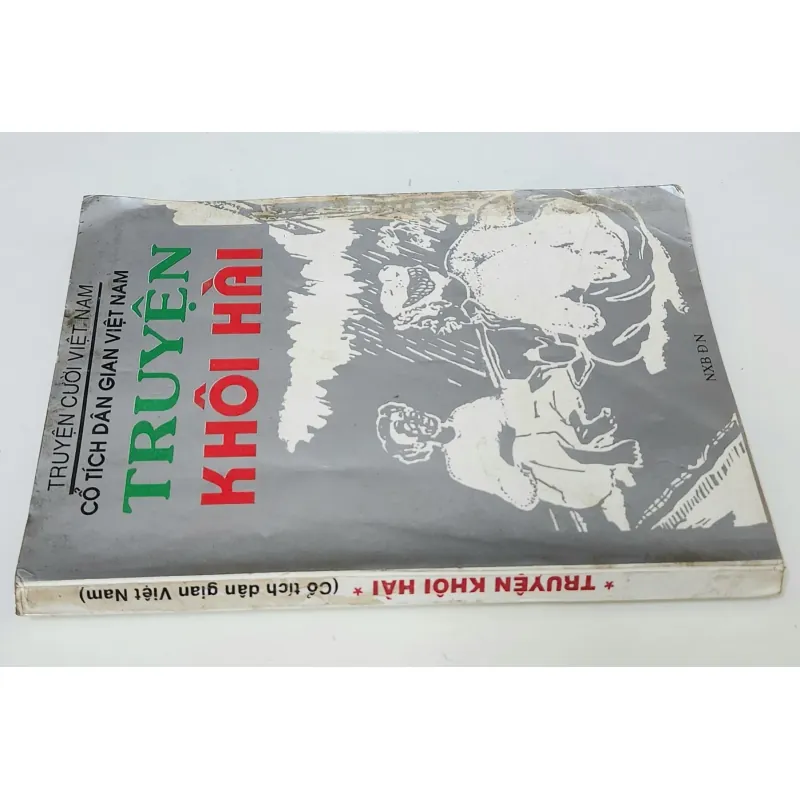 TRUYỆN CƯỜI VIỆT NAM
CỔ TÍCH DÂN GIAN VIỆT NAM
TRUYỆN
KHÔI HÀI
NXB ĐN
* TRUYỆN KHÔI HÀI * (Cổ tích dân gian Việt Nam)